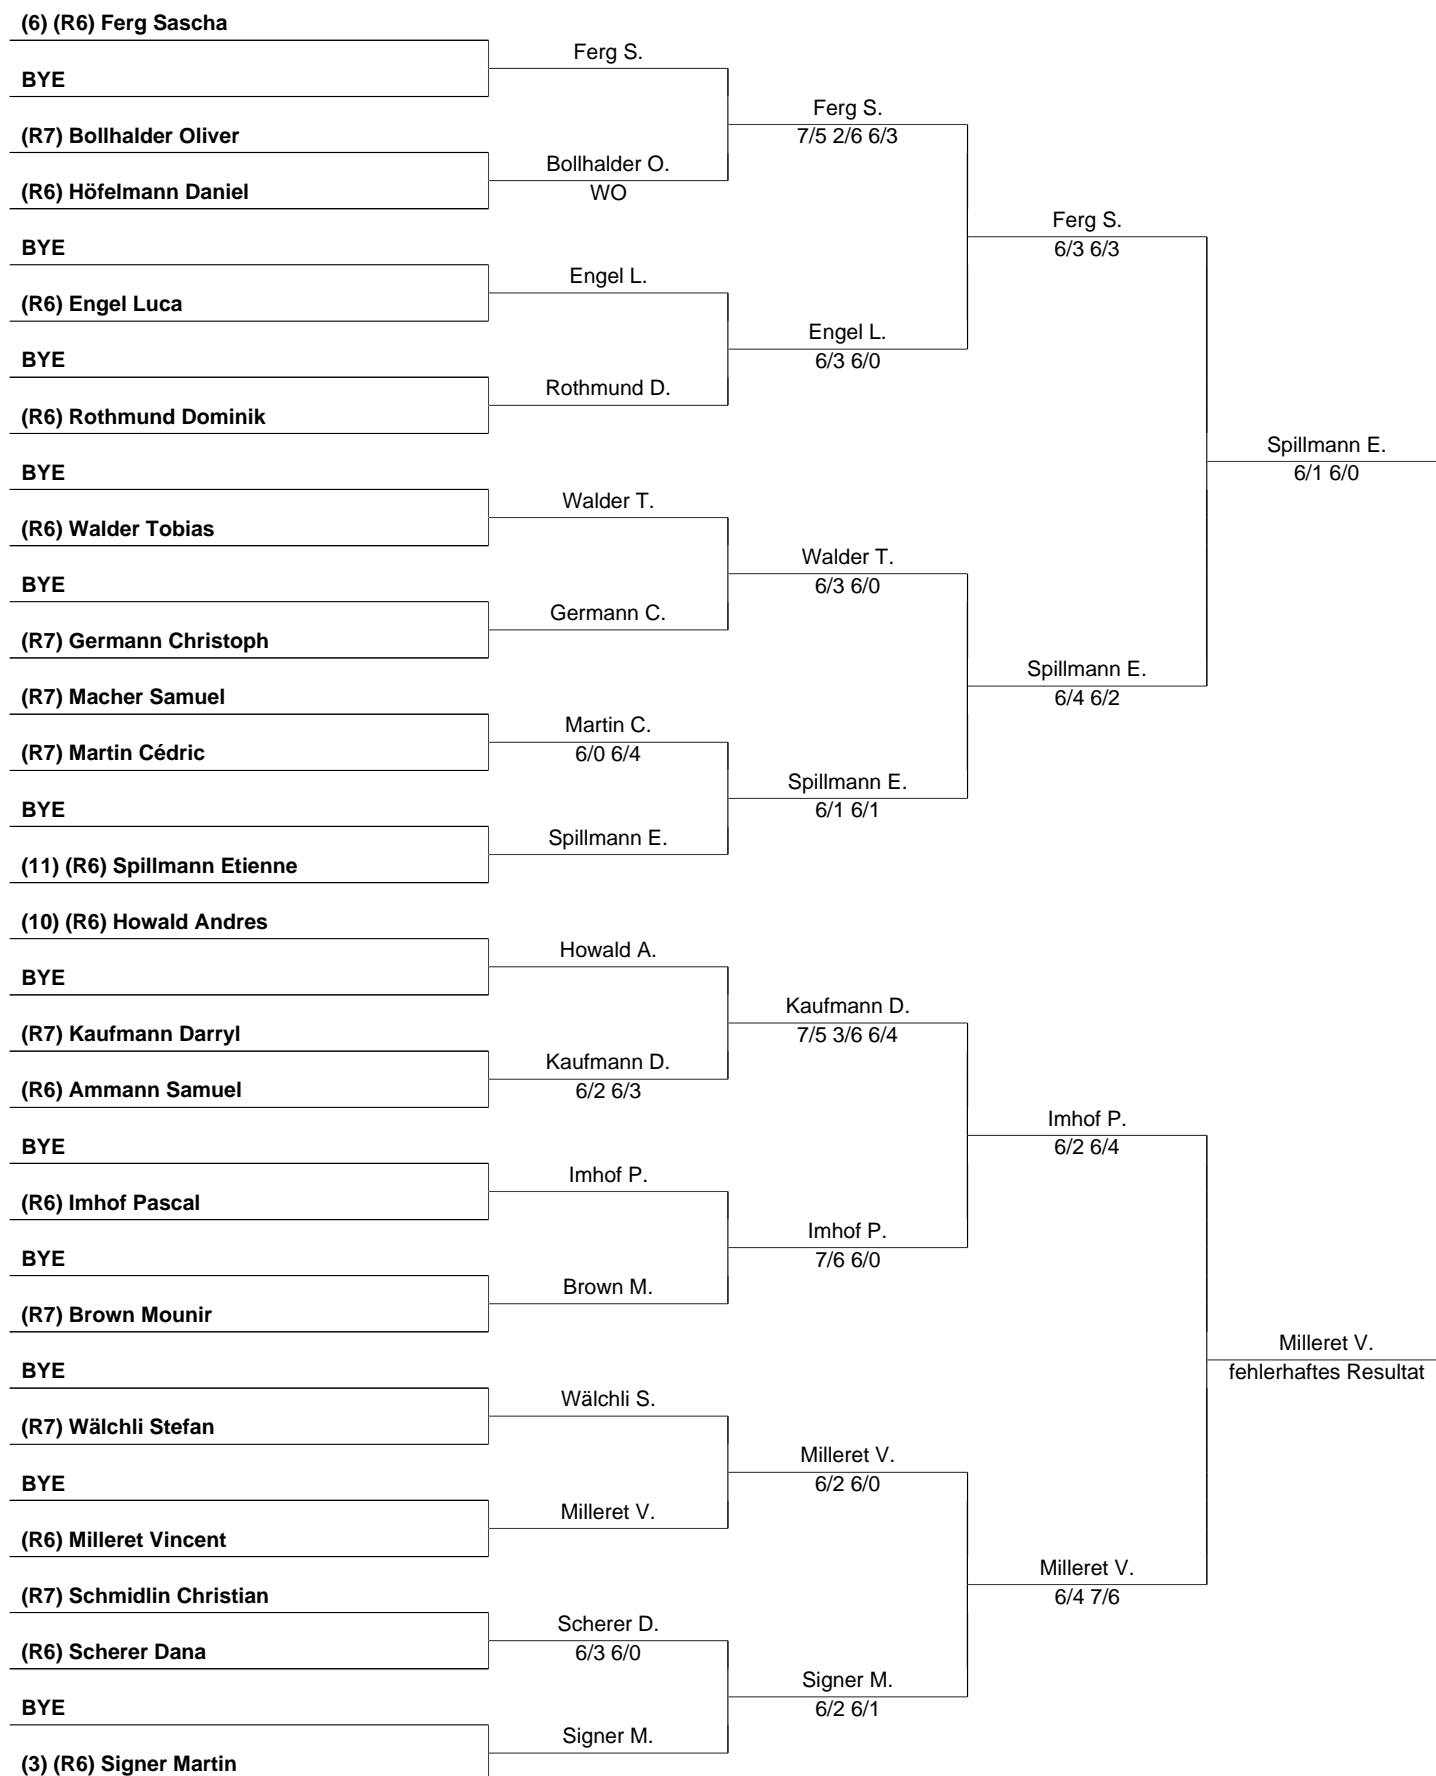 (6) (R6) Ferg Sascha
Ferg S.
BYE
Ferg S.
(R7) Bollhalder Oliver
7/5 2/6 6/3
Bollhalder O.
(R6) Höfelmann Daniel
WO
Ferg S.
BYE
6/3 6/3
Engel L.
(R6) Engel Luca
Engel L.
BYE
6/3 6/0
Rothmund D.
(R6) Rothmund Dominik
Spillmann E.
BYE
6/1 6/0
Walder T.
(R6) Walder Tobias
Walder T.
BYE
6/3 6/0
Germann C.
(R7) Germann Christoph
Spillmann E.
(R7) Macher Samuel
6/4 6/2
Martin C.
(R7) Martin Cédric
6/0 6/4
Spillmann E.
BYE
6/1 6/1
Spillmann E.
(11) (R6) Spillmann Etienne
(10) (R6) Howald Andres
Howald A.
BYE
Kaufmann D.
(R7) Kaufmann Darryl
7/5 3/6 6/4
Kaufmann D.
(R6) Ammann Samuel
6/2 6/3
Imhof P.
BYE
6/2 6/4
Imhof P.
(R6) Imhof Pascal
Imhof P.
BYE
7/6 6/0
Brown M.
(R7) Brown Mounir
Milleret V.
BYE
fehlerhaftes Resultat
Wälchli S.
(R7) Wälchli Stefan
Milleret V.
BYE
6/2 6/0
Milleret V.
(R6) Milleret Vincent
Milleret V.
(R7) Schmidlin Christian
6/4 7/6
Scherer D.
(R6) Scherer Dana
6/3 6/0
Signer M.
BYE
6/2 6/1
Signer M.
(3) (R6) Signer Martin